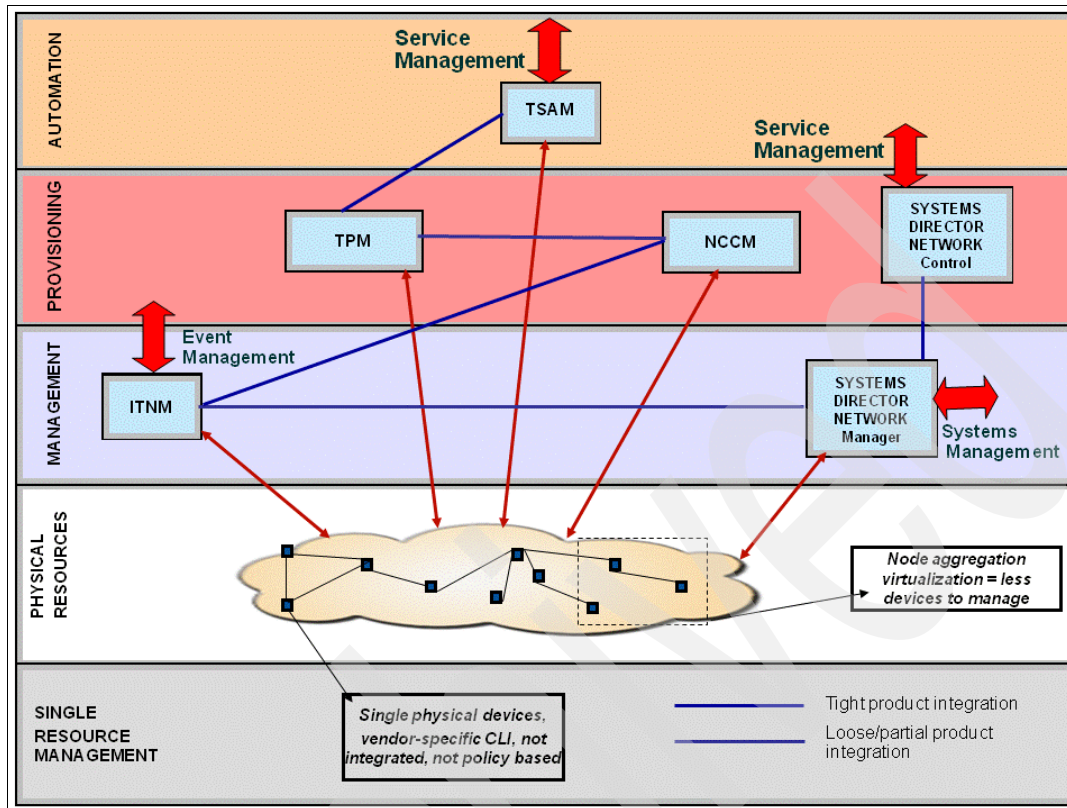 AUTOMATION
Service
Management
TSAM
Service
Management
PROVISIONING
TPM
NCCM
SYSTEMS
DIRECTOR
NETWORK
Control
MANAGEMENT
Event
Management
ITNM
SYSTEMS
DIRECTOR
NETWORK
Manager
Systems
Management
PHYSICAL
RESOURCES
Node aggregation
virtualization = less
devices to manage
SINGLE
RESOURCE
MANAGEMENT
Single physical devices,
vendor-specific CLI, not
integrated, not policy based
Tight product integration
Loose/partial product
integration